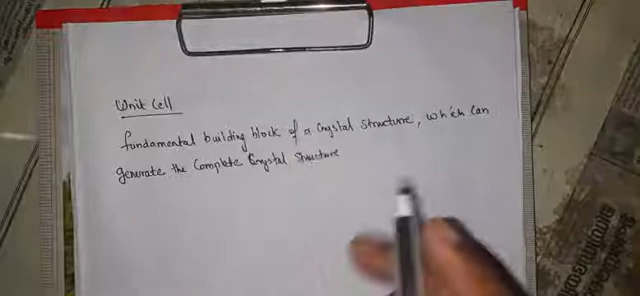 Unit Cell
fundamental building block of a Crystal Structure, which can
generate the Complete Crystal Structure